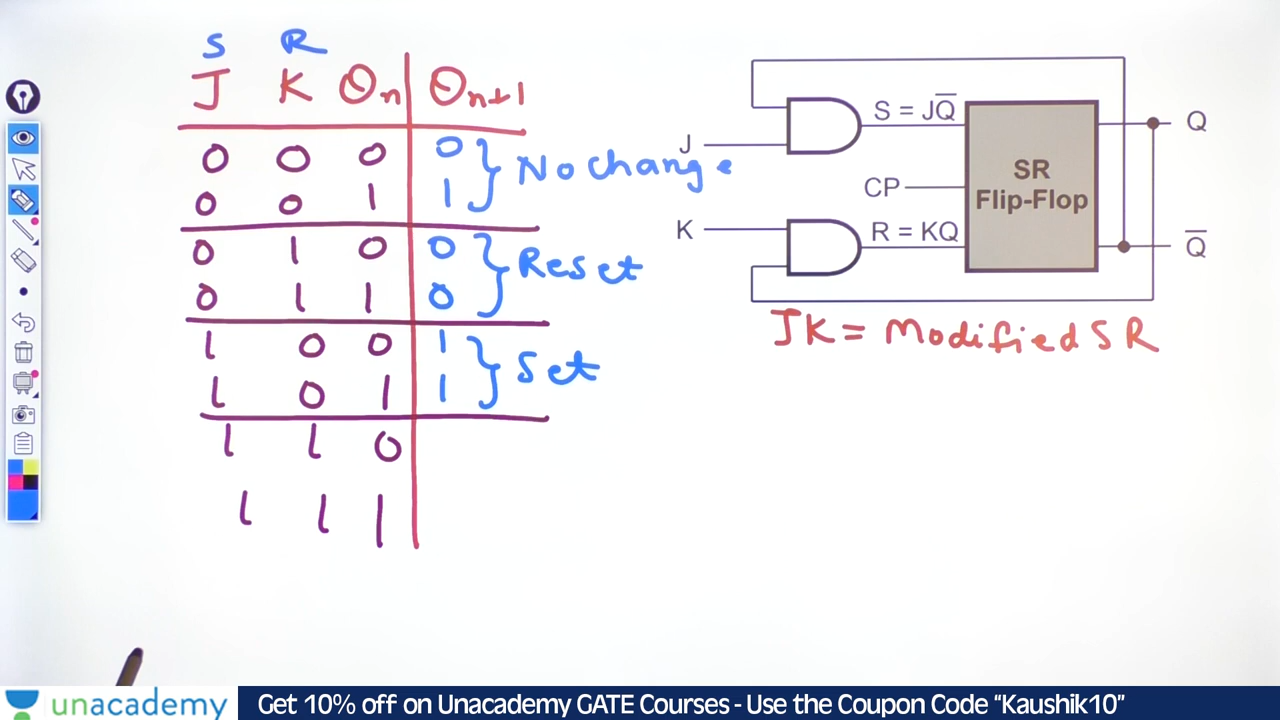 S R
J K Qn Qn+1
0 0 0 0
0 0 1 1
No change
0 1 0 0
0 1 1 0
Reset
1 0 0 1
1 0 1 1
Set
1 1 0
1 1 1
J
K
CP
S = JQ̅
R = KQ
SR
Flip-Flop
Q
Q̅
JK = Modified SR
unacademy
Get 10% off on Unacademy GATE Courses - Use the Coupon Code “Kaushik10”